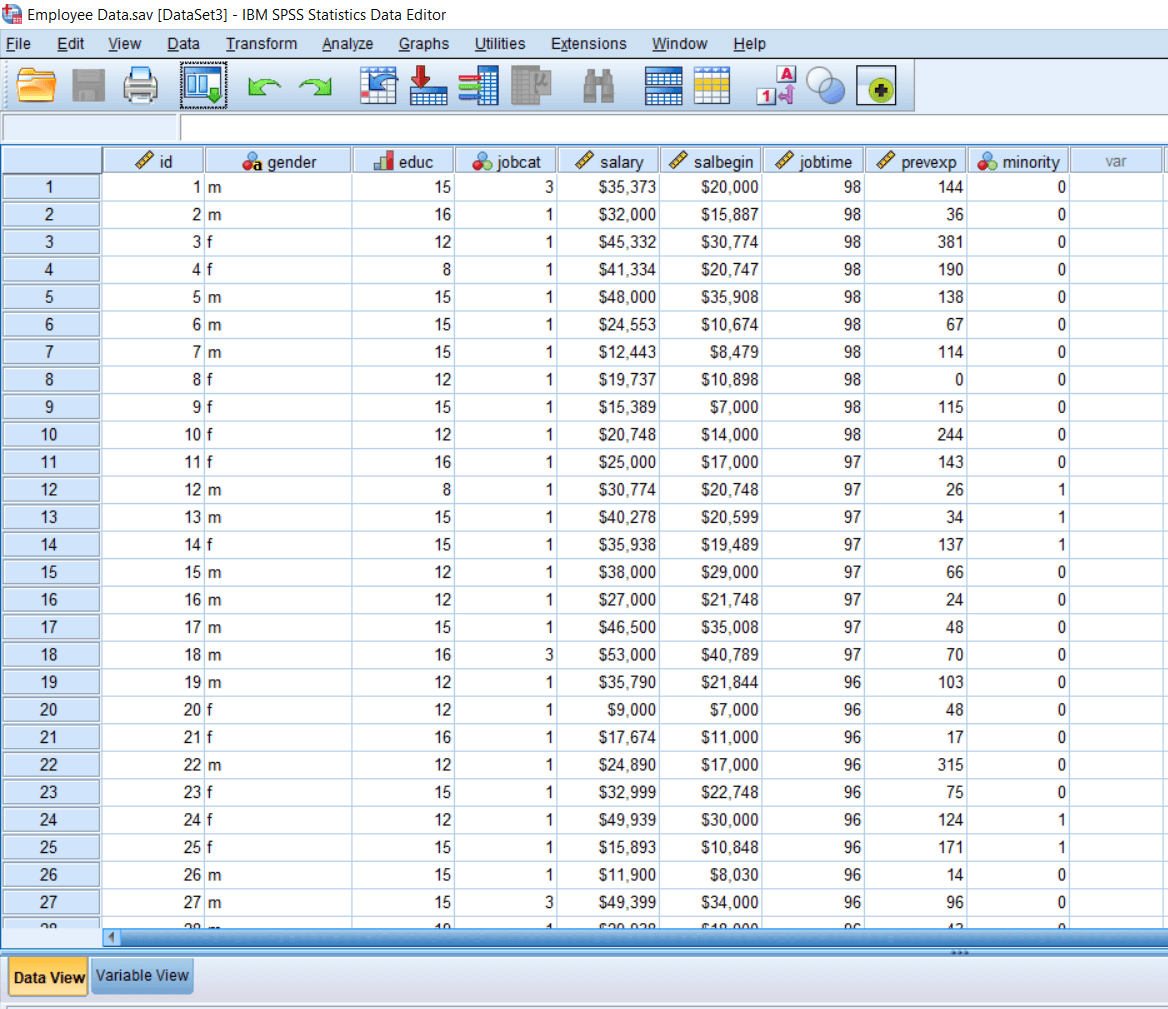 Employee Data.sav [DataSet3] - IBM SPSS Statistics Data Editor
File Edit View Data Transform Analyze Graphs Utilities Extensions Window Help
id gender educ jobcat salary salbegin jobtime prevexp minority var
1 1 m 15 3 $35,373 $20,000 98 144 0
2 2 m 16 1 $32,000 $15,887 98 36 0
3 3 f 12 1 $45,332 $30,774 98 381 0
4 4 f 8 1 $41,334 $20,747 98 190 0
5 5 m 15 1 $48,000 $35,908 98 138 0
6 6 m 15 1 $24,553 $10,674 98 67 0
7 7 m 15 1 $12,443 $8,479 98 114 0
8 8 f 12 1 $19,737 $10,898 98 0 0
9 9 f 15 1 $15,389 $7,000 98 115 0
10 10 f 12 1 $20,748 $14,000 98 244 0
11 11 f 16 1 $25,000 $17,000 97 143 0
12 12 m 8 1 $30,774 $20,748 97 26 1
13 13 m 15 1 $40,278 $20,599 97 34 1
14 14 f 15 1 $35,938 $19,489 97 137 1
15 15 m 12 1 $38,000 $29,000 97 66 0
16 16 m 12 1 $27,000 $21,748 97 24 0
17 17 m 15 1 $46,500 $35,008 97 48 0
18 18 m 16 3 $53,000 $40,789 97 70 0
19 19 m 12 1 $35,790 $21,844 96 103 0
20 20 f 12 1 $9,000 $7,000 96 48 0
21 21 f 16 1 $17,674 $11,000 96 17 0
22 22 m 12 1 $24,890 $17,000 96 315 0
23 23 f 15 1 $32,999 $22,748 96 75 0
24 24 f 12 1 $49,939 $30,000 96 124 1
25 25 f 15 1 $15,893 $10,848 96 171 1
26 26 m 15 1 $11,900 $8,030 96 14 0
27 27 m 15 3 $49,399 $34,000 96 96 0
Data View Variable View